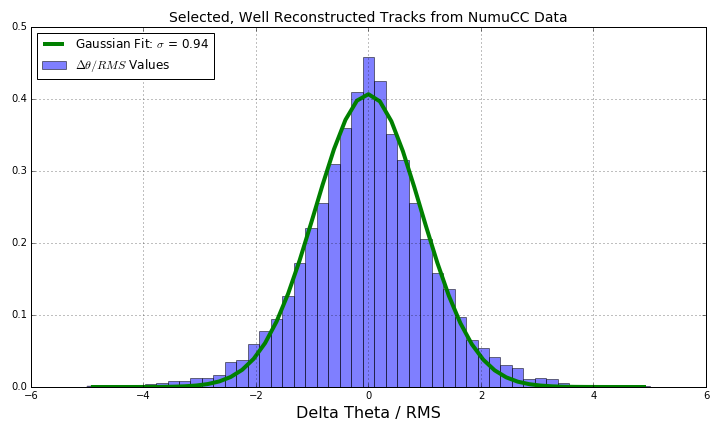 Selected, Well Reconstructed Tracks from NumuCC Data
Gaussian Fit: σ = 0.94
Δθ/RMS Values
0.5
0.4
0.3
0.2
0.1
0.0
−6 −4 −2 0 2 4 6
Delta Theta / RMS